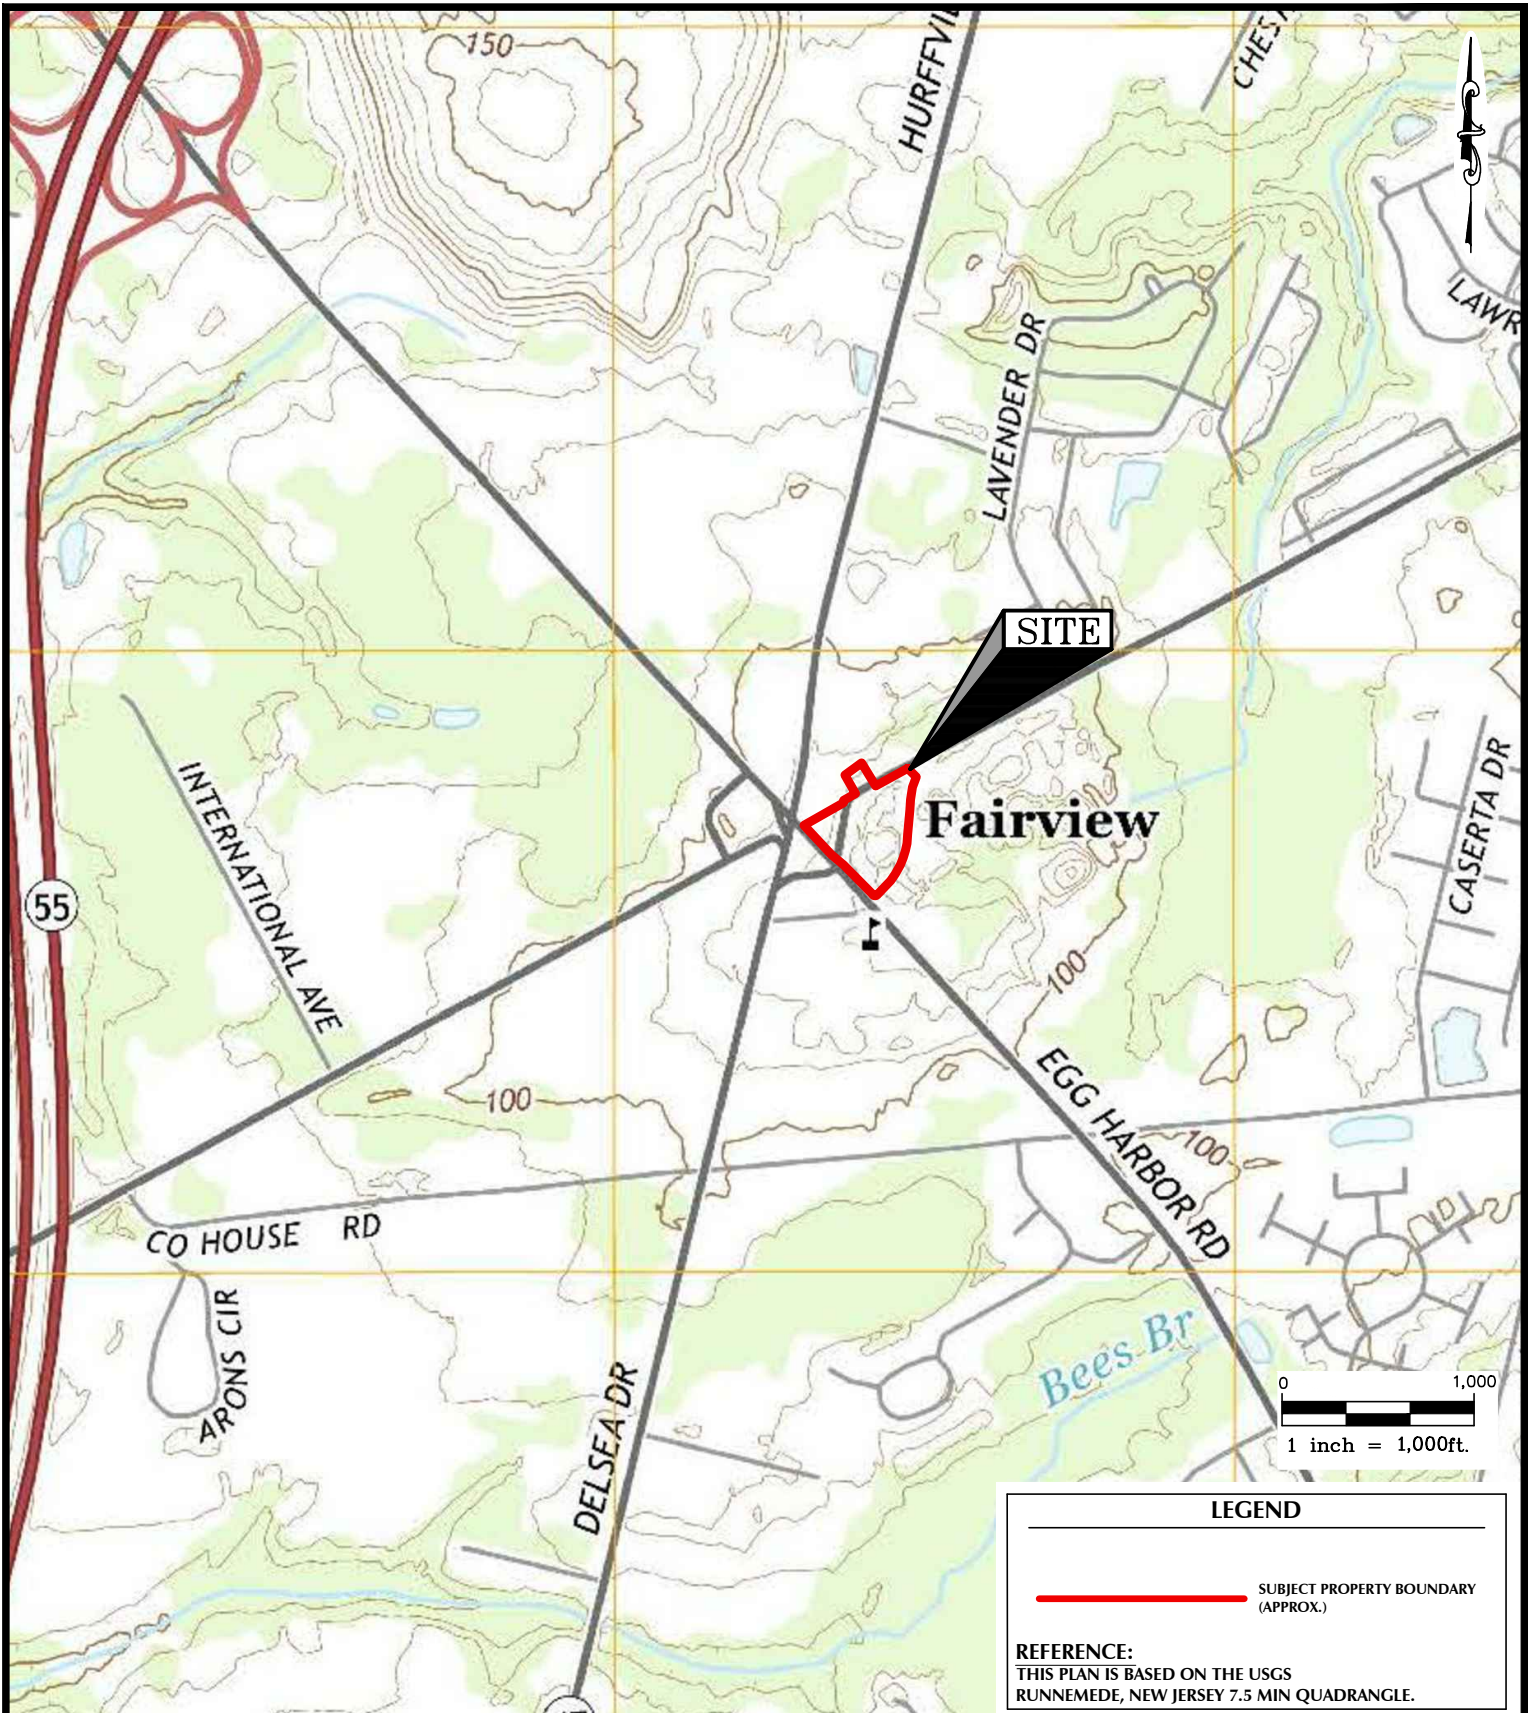 150
HURFFVIL
CHEST
LAWR
LAVENDER DR
SITE
INTERNATIONAL AVE
Fairview
CASERTA DR
55
100
100
EGG HARBOR RD
100
CO HOUSE RD
ARONS CIR
Bees Br
DELSEA DR
0 1,000
1 inch = 1,000ft.
LEGEND
SUBJECT PROPERTY BOUNDARY
(APPROX.)
REFERENCE:
THIS PLAN IS BASED ON THE USGS
RUNNEMEDE, NEW JERSEY 7.5 MIN QUADRANGLE.